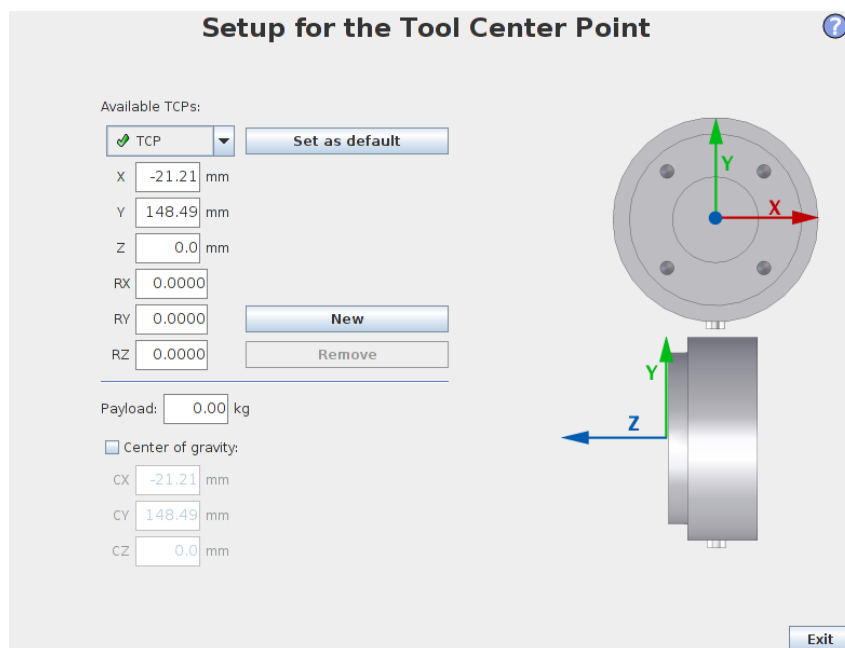 Setup for the Tool Center Point
?
Available TCPs:
TCP
Set as default
X -21.21 mm
Y 148.49 mm
Z 0.0 mm
RX 0.0000
RY 0.0000
New
RZ 0.0000
Remove
Payload: 0.00 kg
Center of gravity:
CX -21.21 mm
CY 148.49 mm
CZ 0.0 mm
Y
X
Y
Z
Exit